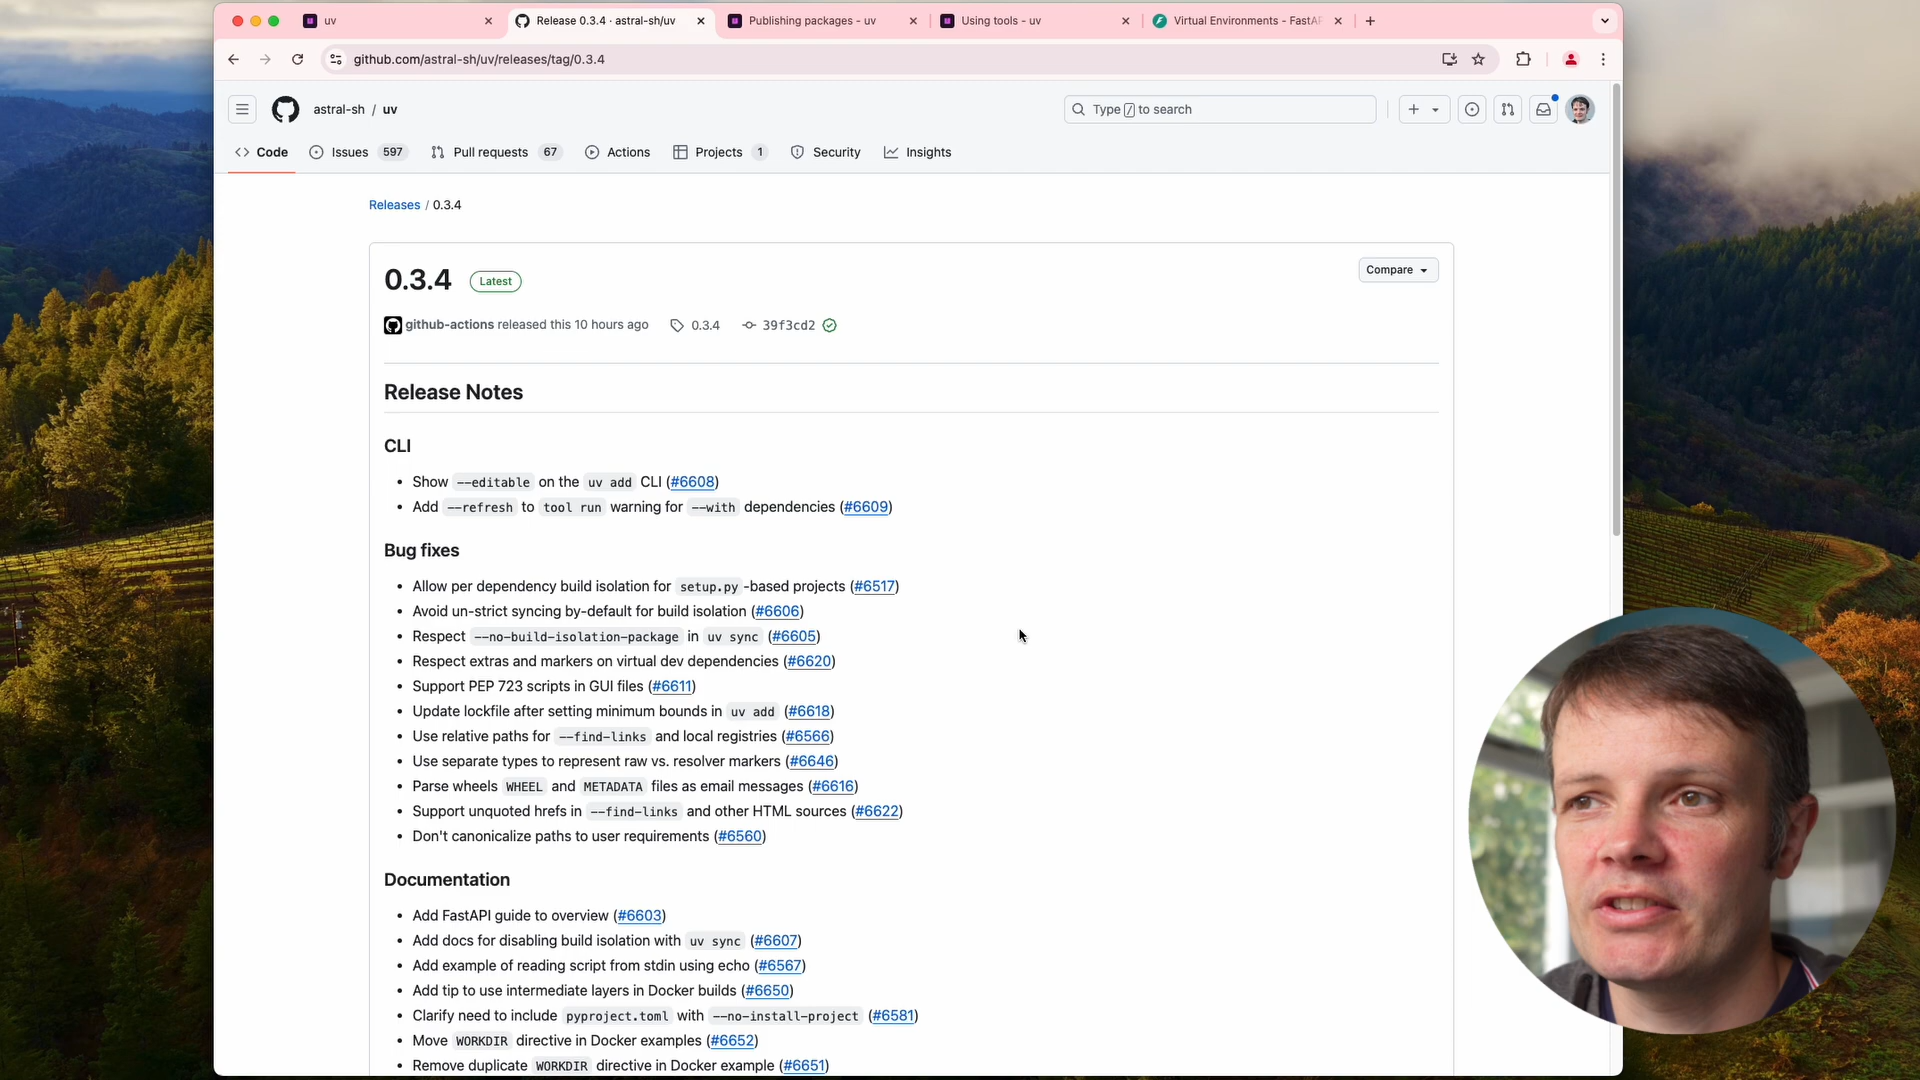 uv
Release 0.3.4 · astral-sh/uv
Publishing packages - uv
Using tools - uv
Virtual Environments - FastAP
github.com/astral-sh/uv/releases/tag/0.3.4
astral-sh / uv
Type / to search
Code
Issues 597
Pull requests 67
Actions
Projects 1
Security
Insights
Releases / 0.3.4
0.3.4 Latest
Compare
github-actions released this 10 hours ago 0.3.4 39f3cd2
Release Notes
CLI
• Show --editable on the uv add CLI (#6608)
• Add --refresh to tool run warning for --with dependencies (#6609)
Bug fixes
• Allow per dependency build isolation for setup.py -based projects (#6517)
• Avoid un-strict syncing by-default for build isolation (#6606)
• Respect --no-build-isolation-package in uv sync (#6605)
• Respect extras and markers on virtual dev dependencies (#6620)
• Support PEP 723 scripts in GUI files (#6611)
• Update lockfile after setting minimum bounds in uv add (#6618)
• Use relative paths for --find-links and local registries (#6566)
• Use separate types to represent raw vs. resolver markers (#6646)
• Parse wheels WHEEL and METADATA files as email messages (#6616)
• Support unquoted hrefs in --find-links and other HTML sources (#6622)
• Don't canonicalize paths to user requirements (#6560)
Documentation
• Add FastAPI guide to overview (#6603)
• Add docs for disabling build isolation with uv sync (#6607)
• Add example of reading script from stdin using echo (#6567)
• Add tip to use intermediate layers in Docker builds (#6650)
• Clarify need to include pyproject.toml with --no-install-project (#6581)
• Move WORKDIR directive in Docker examples (#6652)
• Remove duplicate WORKDIR directive in Docker example (#6651)